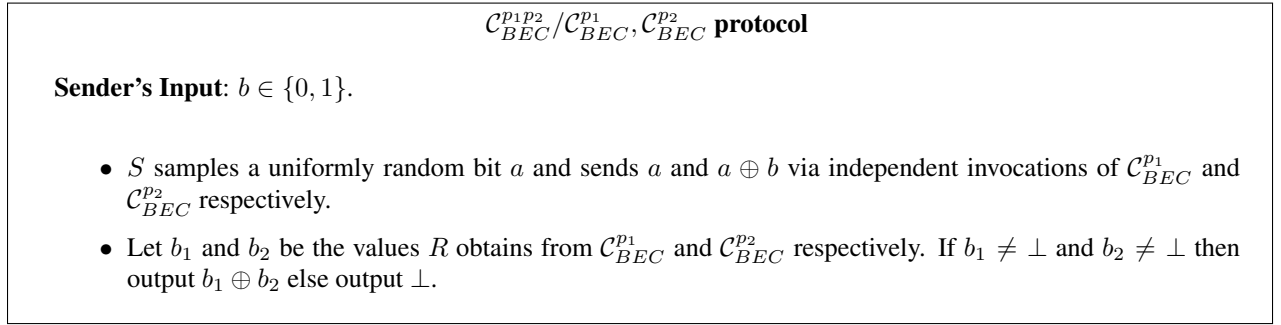 𝒞_{BEC}^{p_1p_2}/𝒞_{BEC}^{p_1}, 𝒞_{BEC}^{p_2} protocol
Sender's Input: b ∈ {0, 1}.
• S samples a uniformly random bit a and sends a and a ⊕ b via independent invocations of 𝒞_{BEC}^{p_1} and
𝒞_{BEC}^{p_2} respectively.
• Let b_1 and b_2 be the values R obtains from 𝒞_{BEC}^{p_1} and 𝒞_{BEC}^{p_2} respectively. If b_1 ≠ ⊥ and b_2 ≠ ⊥ then
output b_1 ⊕ b_2 else output ⊥.